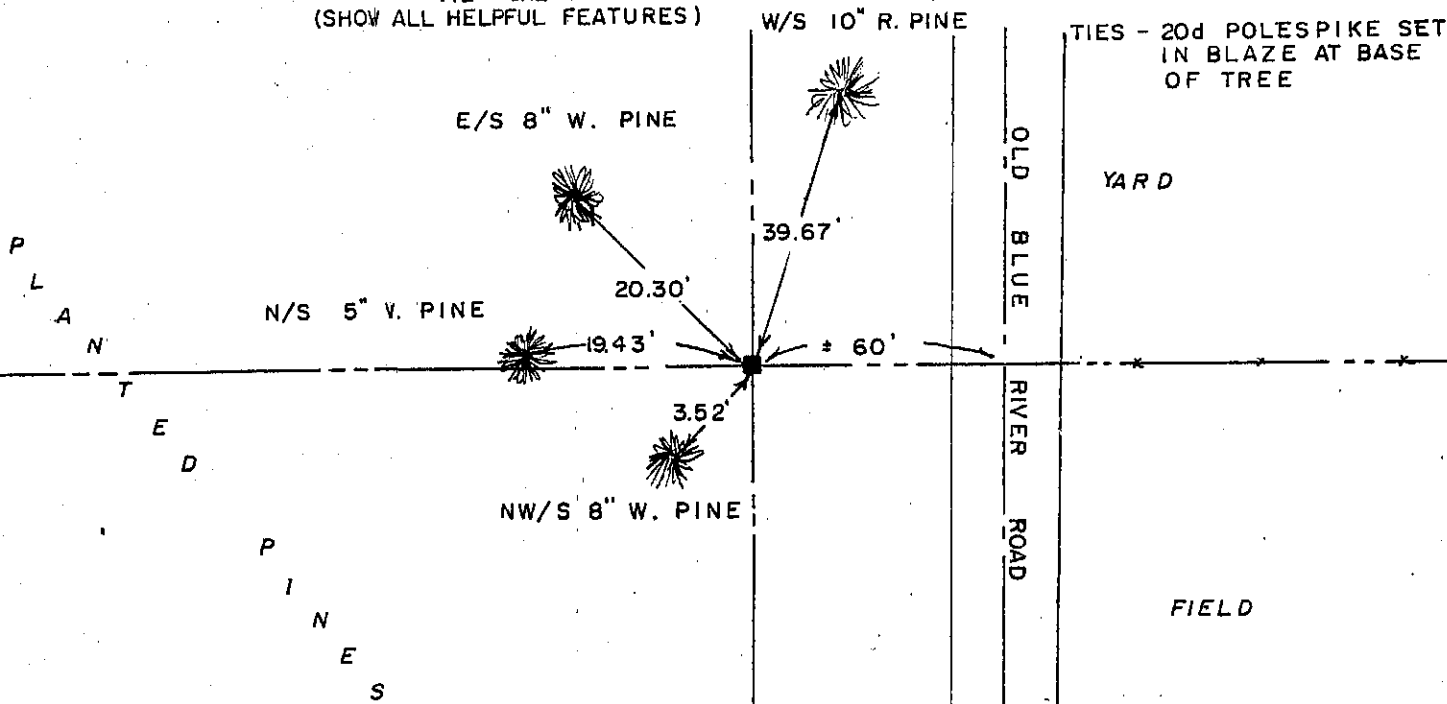 (SHOW ALL HELPFUL FEATURES)
W/S 10" R. PINE
TIES - 20d POLESPIKE SET
IN BLAZE AT BASE
OF TREE
E/S 8" W. PINE
OLD BLUE RIVER ROAD
YARD
39.67'
20.30'
N/S 5" W. PINE
19.43'
± 60'
3.52'
NW/S 8" W. PINE
PLANTED PINES
FIELD